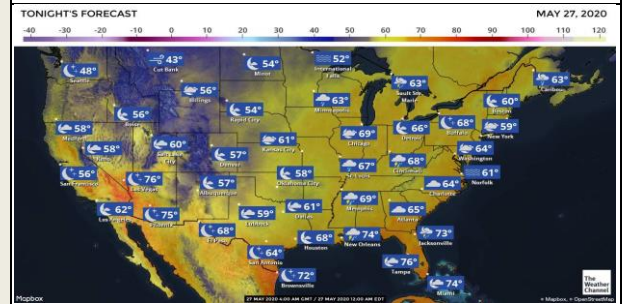 TONIGHT'S FORECAST
MAY 27, 2020
-40 -30 -20 -10 0 10 20 30 40 50 60 70 80 90 100 110 120
48°
Seattle
43°
Cut Bank
54°
Minot
52°
International
Falls
63°
Caribou
56°
Billings
63°
Minneapolis
63°
Sault Ste.
Marie
60°
Boston
56°
Boise
54°
Rapid City
69°
Chicago
66°
Detroit
68°
Buffalo
59°
New York
58°
Medford
58°
Reno
60°
Salt Lake
City
57°
Denver
61°
Kansas City
67°
St. Louis
68°
Cincinnati
64°
Washington
61°
Norfolk
56°
San Francisco
76°
Las Vegas
57°
Albuquerque
58°
Oklahoma City
69°
Memphis
64°
Charlotte
62°
Los Angeles
75°
Phoenix
59°
Lubbock
61°
Dallas
65°
Atlanta
68°
El Paso
68°
Houston
74°
New Orleans
73°
Jacksonville
64°
San Antonio
72°
Brownsville
76°
Tampa
74°
Miami
The
Weather
Channel
Mapbox
27 MAY 2020 4:00 AM GMT / 27 MAY 2020 12:00 AM EDT
© Mapbox, © OpenStreetMap